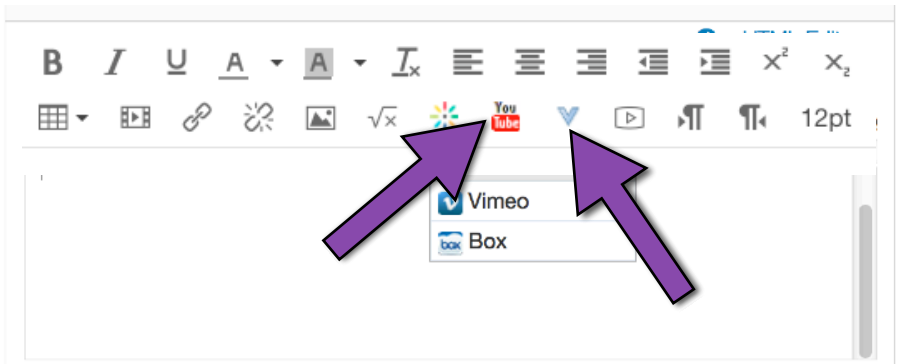 B I U A A Tx x² x₂
√x You Tube 12pt
Vimeo
box Box